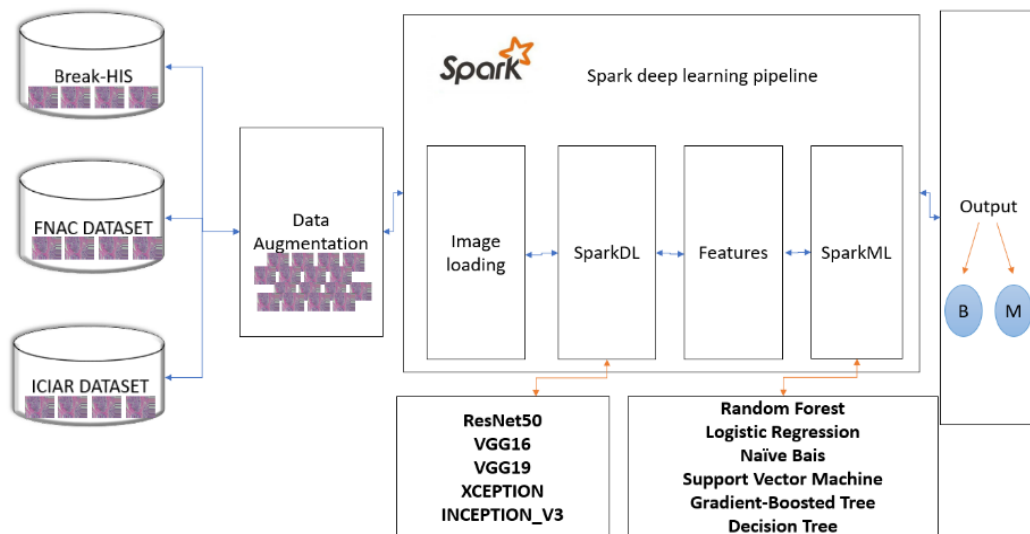 Break-HIS
FNAC DATASET
ICIAR DATASET
Data
Augmentation
Spark
Spark deep learning pipeline
Image
loading
SparkDL
Features
SparkML
Output
B
M
ResNet50
VGG16
VGG19
XCEPTION
INCEPTION_V3
Random Forest
Logistic Regression
Naïve Bais
Support Vector Machine
Gradient-Boosted Tree
Decision Tree